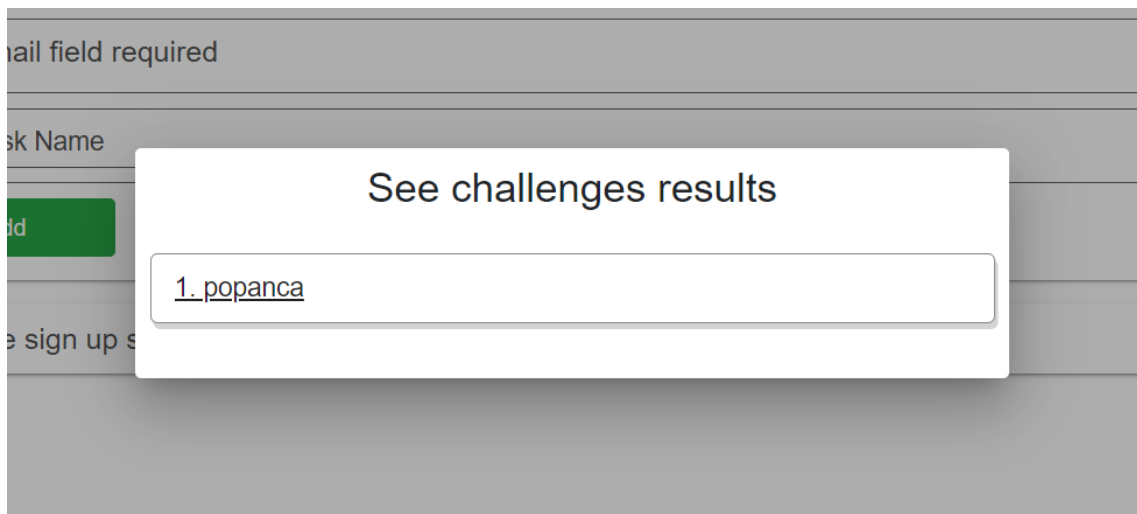 ail field required
sk Name
See challenges results
dd
1. popanca
e sign up s